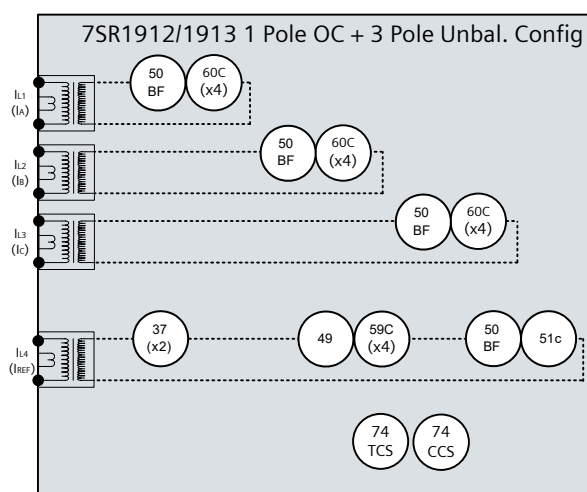 7SR1912/1913 1 Pole OC + 3 Pole Unbal. Config
IL1
(IA)
50
BF
60C
(x4)
IL2
(IB)
50
BF
60C
(x4)
IL3
(IC)
50
BF
60C
(x4)
IL4
(IREF)
37
(x2)
49
59C
(x4)
50
BF
51c
74
TCS
74
CCS